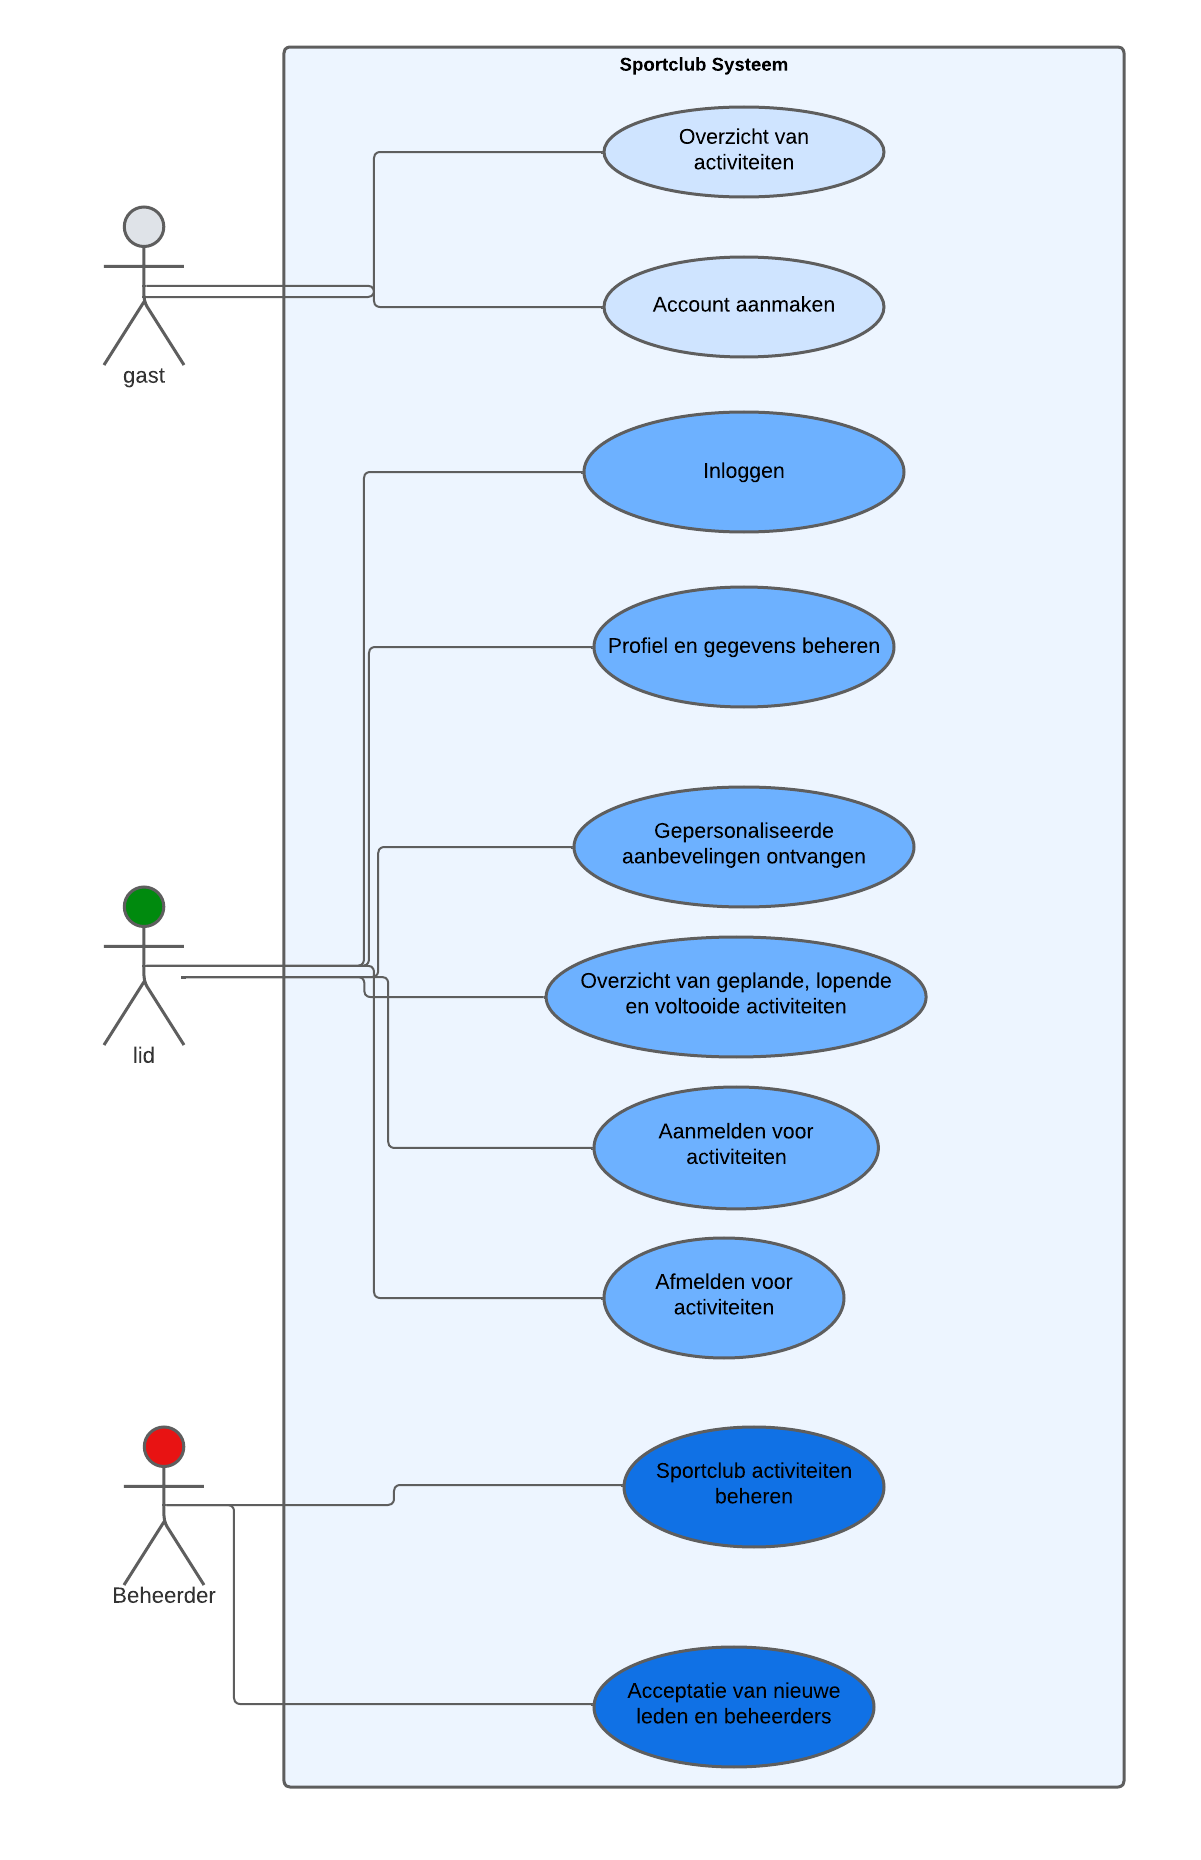 Sportclub Systeem
Overzicht van
activiteiten
Account aanmaken
gast
Inloggen
Profiel en gegevens beheren
Gepersonaliseerde
aanbevelingen ontvangen
Overzicht van geplande, lopende
en voltooide activiteiten
lid
Aanmelden voor
activiteiten
Afmelden voor
activiteiten
Sportclub activiteiten
beheren
Beheerder
Acceptatie van nieuwe
leden en beheerders